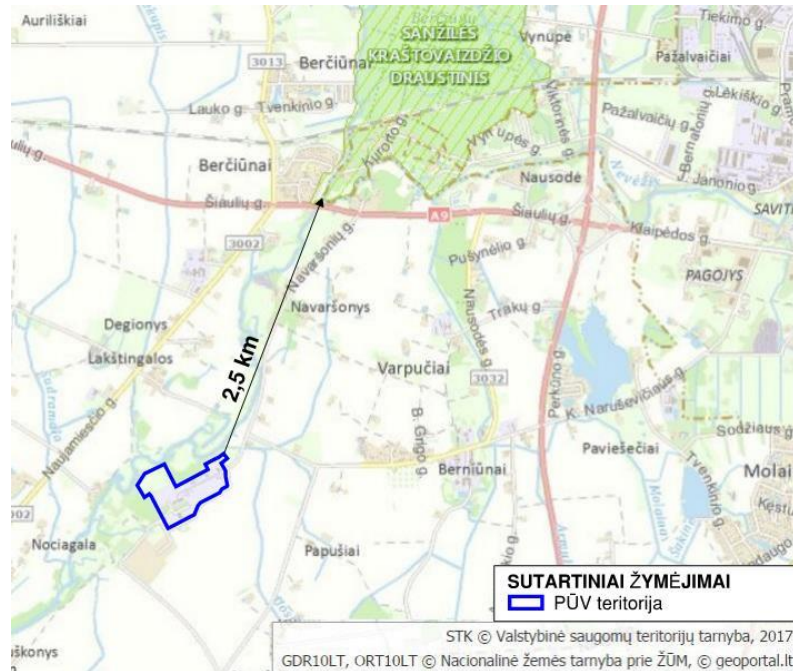 Auriliškiai
SANŽILĖS
KRAŠTOVAIZDŽIO
DRAUSTINIS
Vynupė
Tiekimo g.
Pažalvaičiai
3013
Lauko g.
Tvenkinio g.
Kurorto g.
Vynupės g.
Pažalvaičių g.
Lėkiškio g.
Bernatonių g.
J. Janonio g.
Berčiūnai
Nausodė
Nevėžis
Šiaulių g.
A9
Šiaulių g.
Klaipėdos g.
3002
Navaršonių g.
Pušynėlio g.
PAGOJYS
Navaršonys
Nausodės g.
Trakų g.
Degionys
Lakštingalos
2,5 km
Varpučiai
3032
Perkūno g.
K. Naruševičiaus g.
Naujamiesčio g.
B. Grigo g.
Berniūnai
Paviešečiai
Sodžiaus g.
Tvenkinio g.
Nociagala
Papušiai
SUTARTINIAI ŽYMĖJIMAI
PŪV teritorija
STK © Valstybinė saugomų teritorijų tarnyba, 2017
GDR10LT, ORT10LT © Nacionalinė žemės tarnyba prie ŽŪM, © geoportal.lt